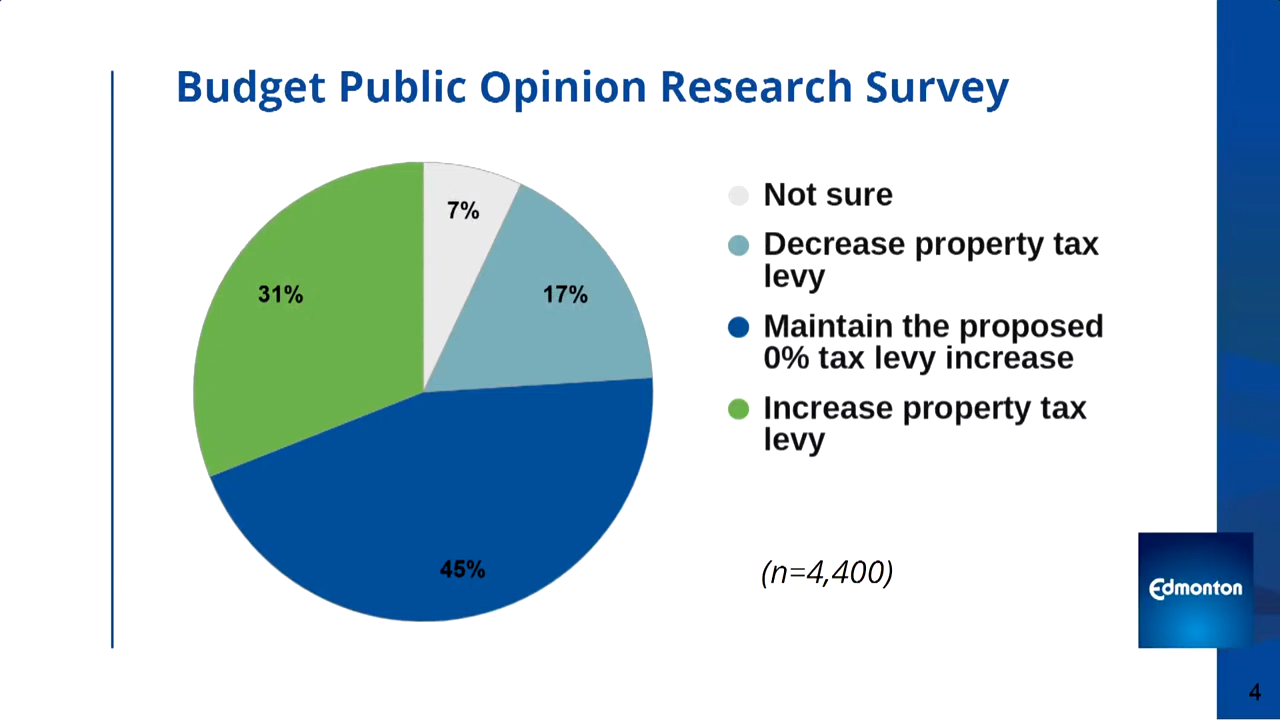 Budget Public Opinion Research Survey
7%
31%
17%
45%
Not sure
Decrease property tax
levy
Maintain the proposed
0% tax levy increase
Increase property tax
levy
(n=4,400)
Edmonton
4